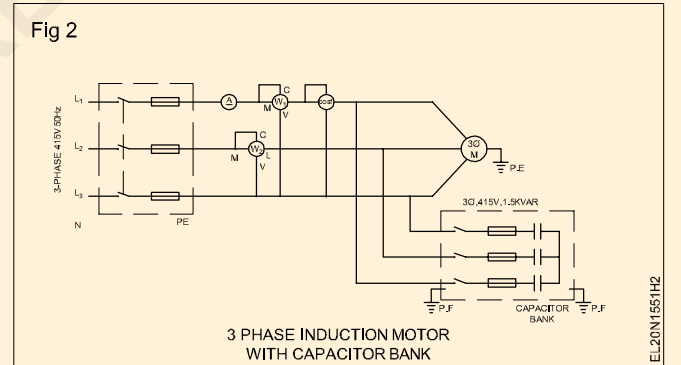 Fig 2
3-PHASE 415V 50Hz
L1
L2
L3
N
PE
A
M
C
W1
V
cosf
M
C
W2
L
V
3Ø
M
P.E
3Ø,415V,1.5KVAR
P.F
CAPACITOR
BANK
P.F
3 PHASE INDUCTION MOTOR
WITH CAPACITOR BANK
EL20N1551H2